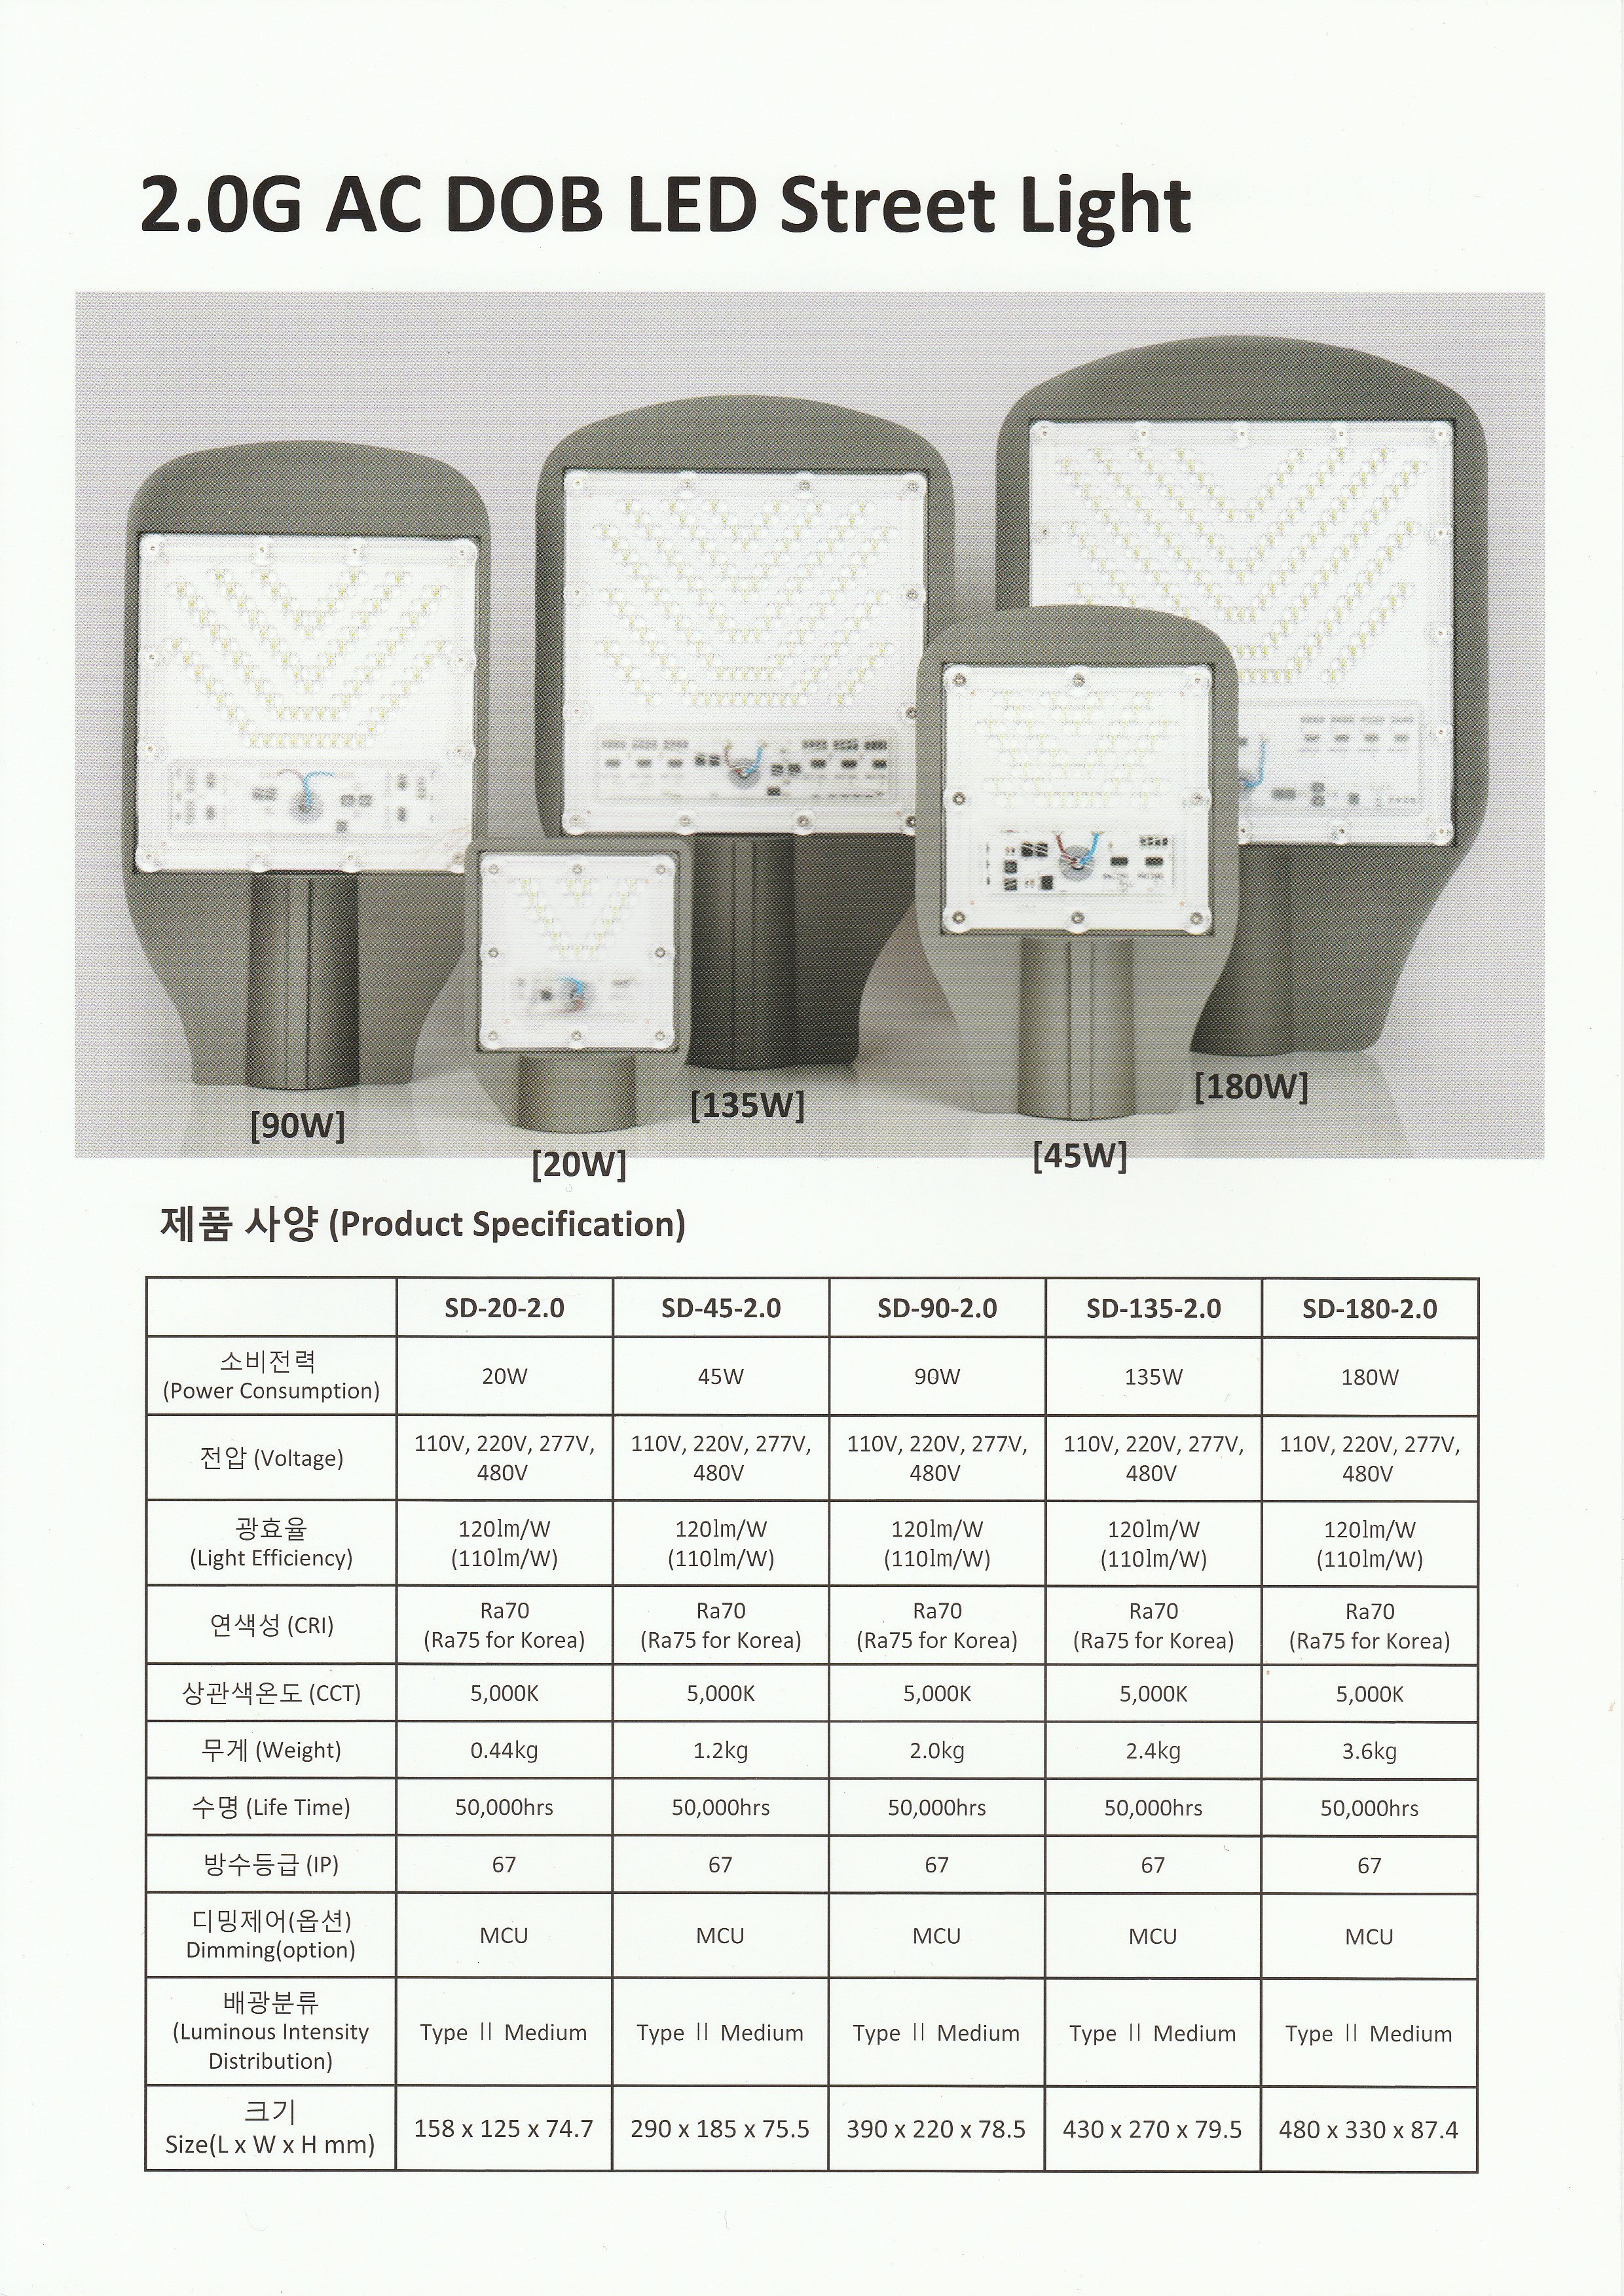 2.0G AC DOB LED Street Light
[90W]
[20W]
[135W]
[45W]
[180W]
제품 사양 (Product Specification)
SD-20-2.0 SD-45-2.0 SD-90-2.0 SD-135-2.0 SD-180-2.0
소비전력
(Power Consumption)
20W 45W 90W 135W 180W
전압 (Voltage)
110V, 220V, 277V, 110V, 220V, 277V, 110V, 220V, 277V, 110V, 220V, 277V, 110V, 220V, 277V,
480V 480V 480V 480V 480V
광효율
(Light Efficiency)
120lm/W 120lm/W 120lm/W 120lm/W 120lm/W
(110lm/W) (110lm/W) (110lm/W) (110lm/W) (110lm/W)
연색성 (CRI)
Ra70 Ra70 Ra70 Ra70 Ra70
(Ra75 for Korea) (Ra75 for Korea) (Ra75 for Korea) (Ra75 for Korea) (Ra75 for Korea)
상관색온도 (CCT) 5,000K 5,000K 5,000K 5,000K 5,000K
무게 (Weight) 0.44kg 1.2kg 2.0kg 2.4kg 3.6kg
수명 (Life Time) 50,000hrs 50,000hrs 50,000hrs 50,000hrs 50,000hrs
방수등급 (IP) 67 67 67 67 67
디밍제어(옵션)
Dimming(option)
MCU MCU MCU MCU MCU
배광분류
(Luminous Intensity
Distribution)
Type Ⅱ Medium Type Ⅱ Medium Type Ⅱ Medium Type Ⅱ Medium Type Ⅱ Medium
크기
Size(L x W x H mm)
158 x 125 x 74.7 290 x 185 x 75.5 390 x 220 x 78.5 430 x 270 x 79.5 480 x 330 x 87.4